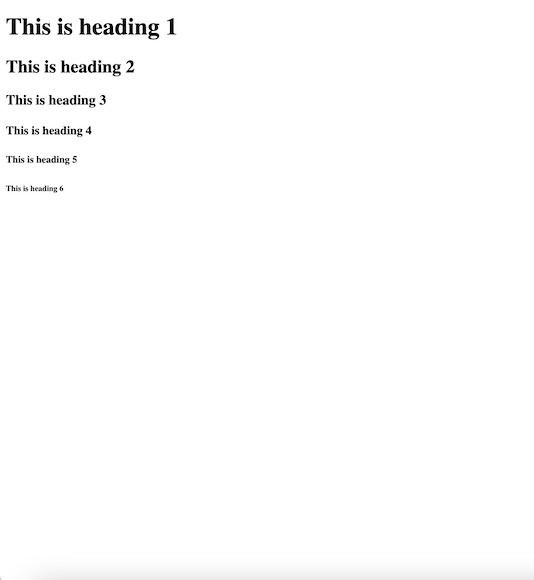 This is heading 1
This is heading 2
This is heading 3
This is heading 4
This is heading 5
This is heading 6